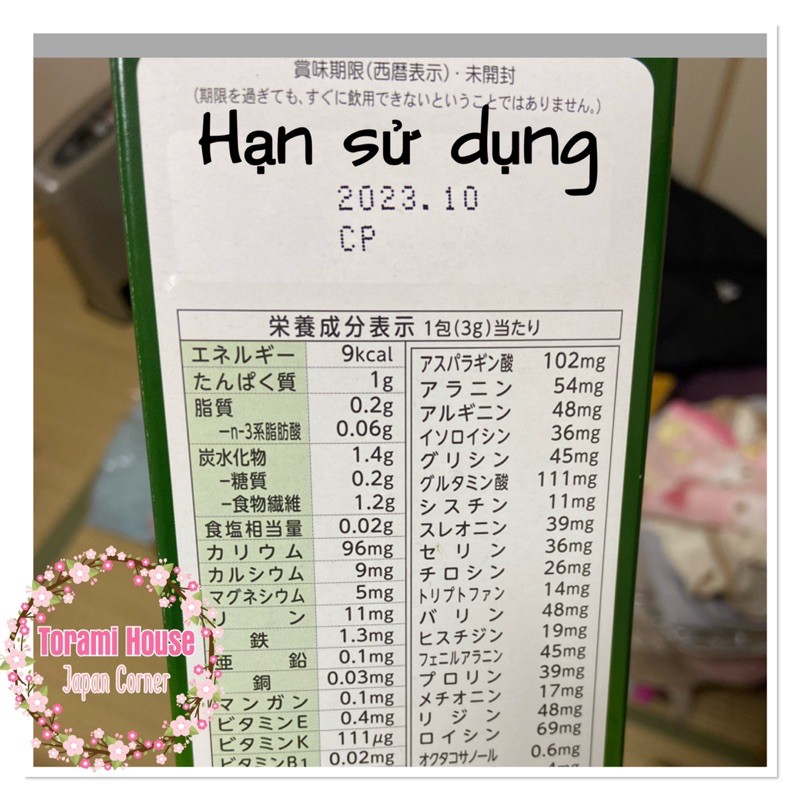 賞味期限(西暦表示)・未開封
(期限を過ぎても、すぐに飲用できないということではありません。)
Hạn sử dụng
2023.10
CP
栄養成分表示 1包(3g)当たり
エネルギー 9kcal
たんぱく質 1g
脂質 0.2g
-n-3系脂肪酸 0.06g
炭水化物 1.4g
-糖質 0.2g
-食物繊維 1.2g
食塩相当量 0.02g
カリウム 96mg
カルシウム 9mg
マグネシウム 5mg
リン 11mg
鉄 1.3mg
亜鉛 0.1mg
銅 0.03mg
マンガン 0.1mg
ビタミンE 0.4mg
ビタミンK 111μg
ビタミンB1 0.02mg
アスパラギン酸 102mg
アラニン 54mg
アルギニン 48mg
イソロイシン 36mg
グリシン 45mg
グルタミン酸 111mg
シスチン 11mg
スレオニン 39mg
セリン 36mg
チロシン 26mg
トリプトファン 14mg
バリン 48mg
ヒスチジン 19mg
フェニルアラニン 45mg
プロリン 39mg
メチオニン 17mg
リジン 48mg
ロイシン 69mg
オクタコサノール 0.6mg
Torami House
Japan Corner